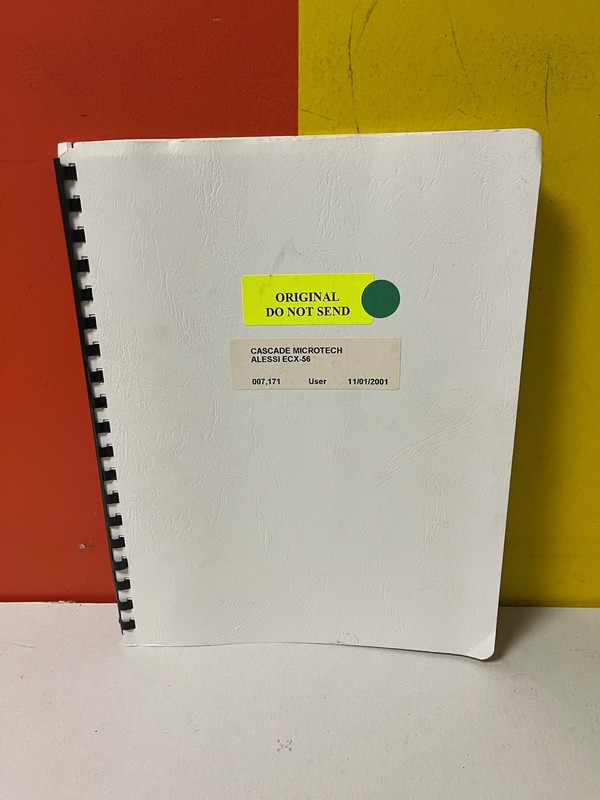 ORIGINAL
DO NOT SEND
CASCADE MICROTECH
ALESSI ECX-56
007,171 User 11/01/2001